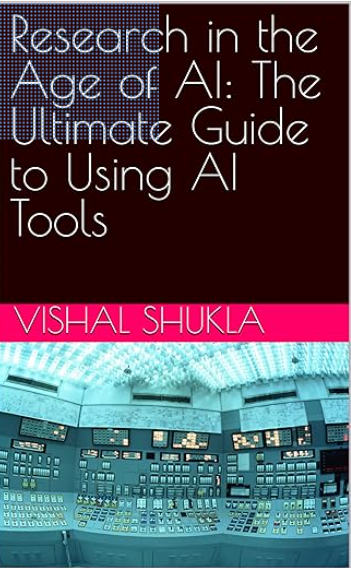 Research in the
Age of AI: The
Ultimate Guide
to Using AI
Tools
VISHAL SHUKLA